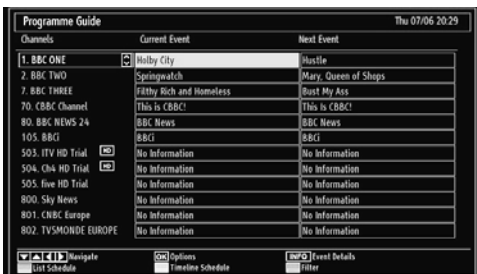 Programme Guide Thu 07/06 20:29
Channels Current Event Next Event
1. BBC ONE Holby City Hustle
2. BBC TWO Springwatch Mary, Queen of Shops
7. BBC THREE Filthy Rich and Homeless Bust My Ass
70. CBBC Channel This is CBBC! This Is CBBC!
80. BBC NEWS 24 BBC News BBC News
105. BBCi BBCi BBCi
503. ITV HD Trial HD No Information No Information
504. Ch4 HD Trial HD No Information No Information
505. five HD Trial No Information No Information
800. Sky News No Information No Information
801. CNBC Europe No Information No Information
802. TV5MONDE EUROPE No Information No Information
Navigate OK Options INFO Event Details
List Schedule Timeline Schedule Filter